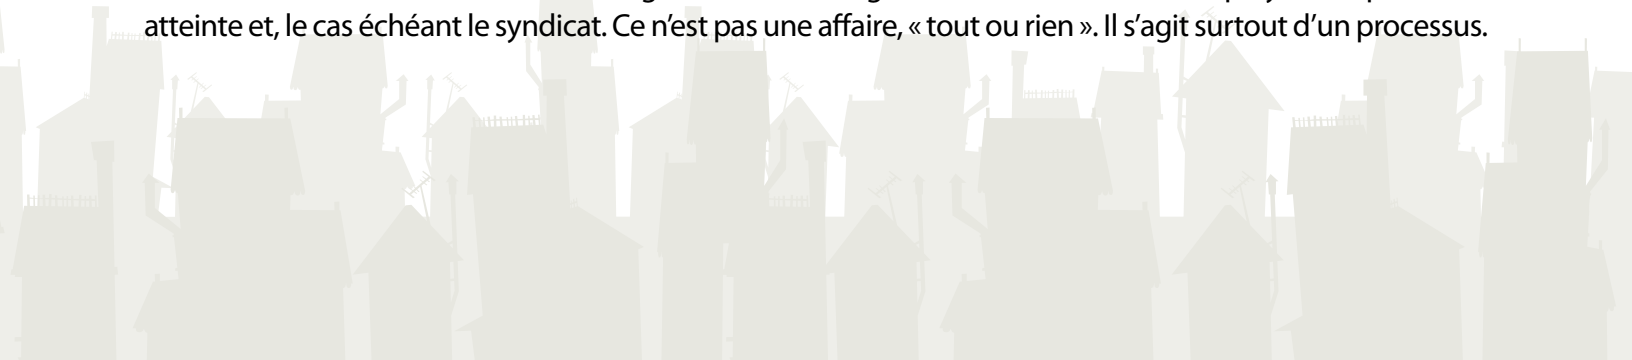 atteinte et, le cas échéant le syndicat. Ce n’est pas une affaire, « tout ou rien ». Il s’agit surtout d’un processus.